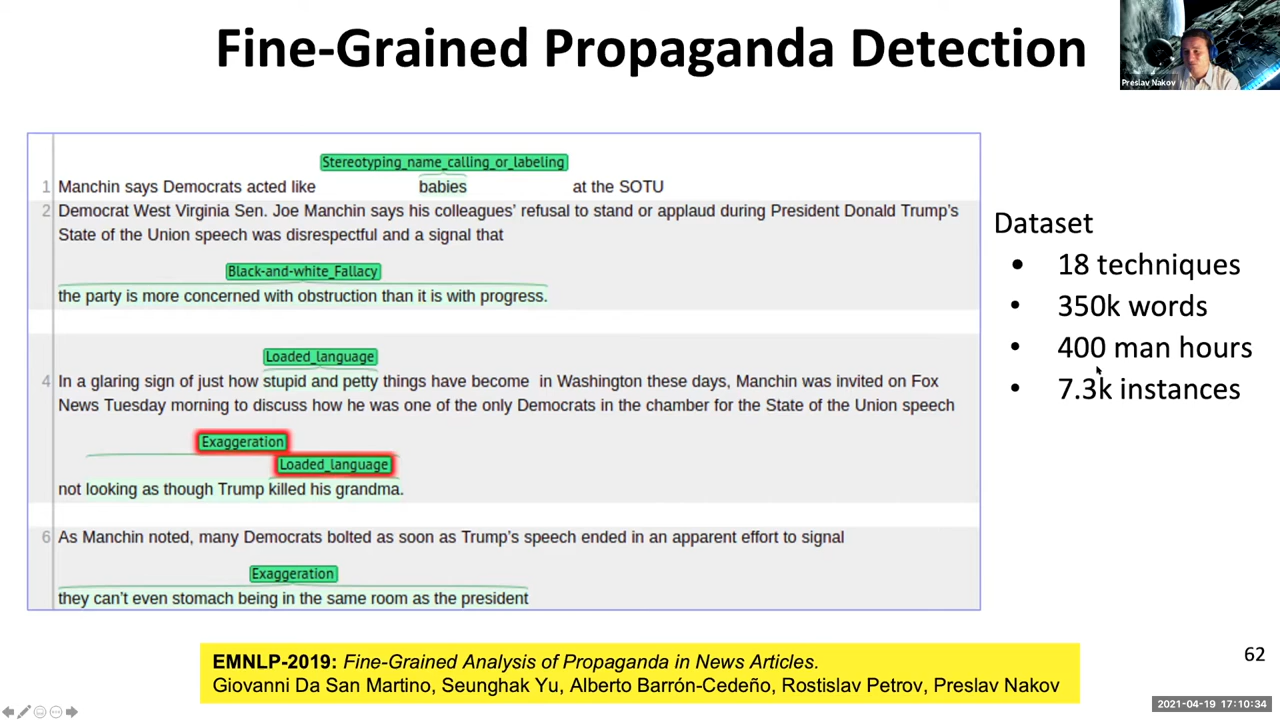 Fine-Grained Propaganda Detection
Preslav Nakov
Stereotyping_name_calling_or_labeling
1 Manchin says Democrats acted like babies at the SOTU
2 Democrat West Virginia Sen. Joe Manchin says his colleagues’ refusal to stand or applaud during President Donald Trump’s
State of the Union speech was disrespectful and a signal that
Black-and-white_Fallacy
the party is more concerned with obstruction than it is with progress.
Loaded_language
4 In a glaring sign of just how stupid and petty things have become in Washington these days, Manchin was invited on Fox
News Tuesday morning to discuss how he was one of the only Democrats in the chamber for the State of the Union speech
Exaggeration
Loaded_language
not looking as though Trump killed his grandma.
6 As Manchin noted, many Democrats bolted as soon as Trump’s speech ended in an apparent effort to signal
Exaggeration
they can’t even stomach being in the same room as the president
Dataset
• 18 techniques
• 350k words
• 400 man hours
• 7.3k instances
EMNLP-2019: Fine-Grained Analysis of Propaganda in News Articles.
Giovanni Da San Martino, Seunghak Yu, Alberto Barrón-Cedeño, Rostislav Petrov, Preslav Nakov
62
2021-04-19 17:10:34